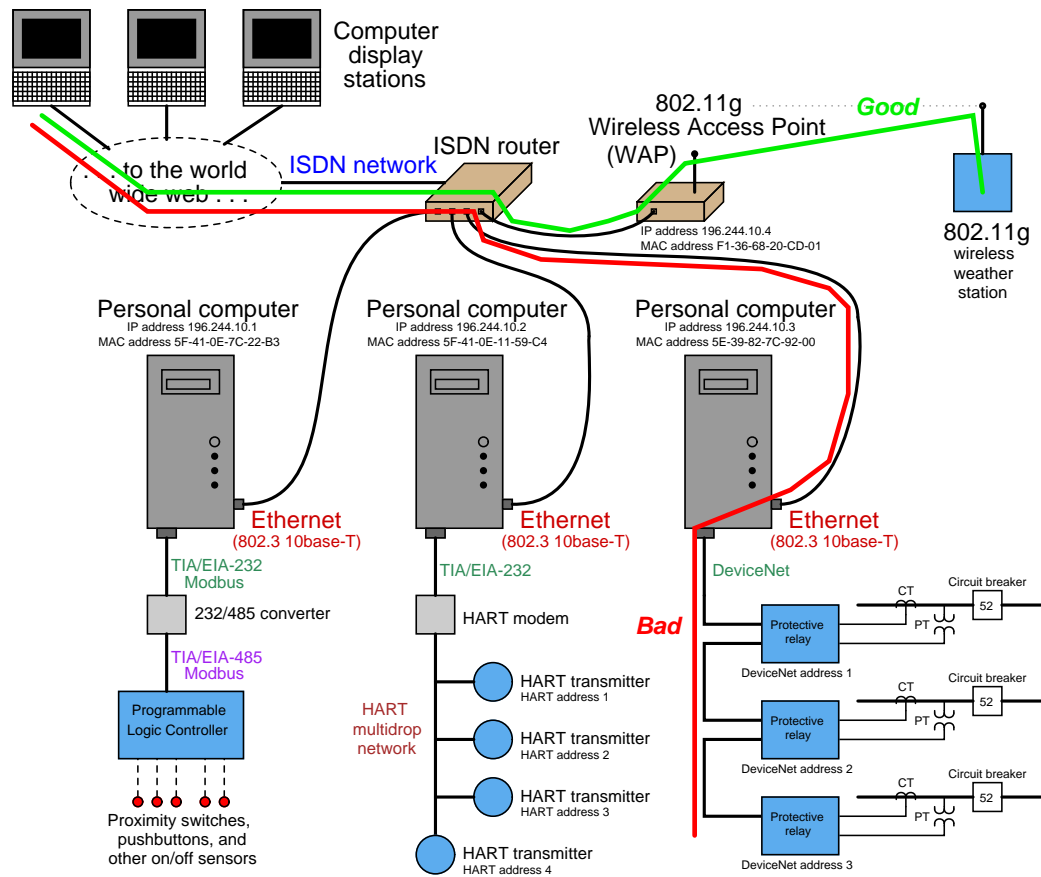 Computer
display
stations
. . . to the world
wide web . . .
ISDN network
ISDN router
802.11g
Wireless Access Point
(WAP)
Good
IP address 196.244.10.4
MAC address F1-36-68-20-CD-01
802.11g
wireless
weather
station
Personal computer
IP address 196.244.10.1
MAC address 5F-41-0E-7C-22-B3
Personal computer
IP address 196.244.10.2
MAC address 5F-41-0E-11-59-C4
Personal computer
IP address 196.244.10.3
MAC address 5E-39-82-7C-92-00
Ethernet
(802.3 10base-T)
Ethernet
(802.3 10base-T)
Ethernet
(802.3 10base-T)
TIA/EIA-232
Modbus
232/485 converter
TIA/EIA-485
Modbus
Programmable
Logic Controller
Proximity switches,
pushbuttons, and
other on/off sensors
TIA/EIA-232
HART modem
HART
multidrop
network
HART transmitter
HART address 1
HART transmitter
HART address 2
HART transmitter
HART address 3
HART transmitter
HART address 4
DeviceNet
Bad
Protective
relay
DeviceNet address 1
CT
PT
Circuit breaker
52
Protective
relay
DeviceNet address 2
CT
PT
Circuit breaker
52
Protective
relay
DeviceNet address 3
CT
PT
Circuit breaker
52